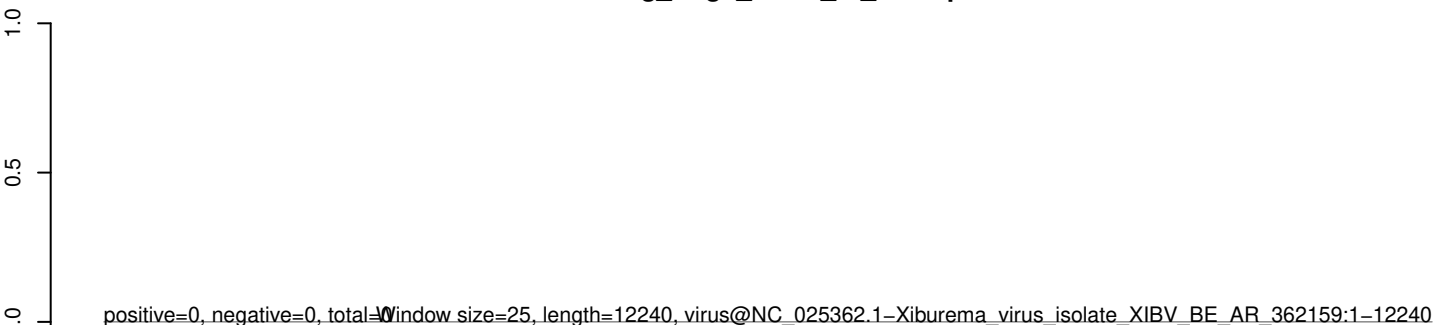 1.0
0.5
.0
positive=0, negative=0, total=0
Window size=25, length=12240, virus@NC_025362.1−Xiburema_virus_isolate_XIBV_BE_AR_362159:1−12240